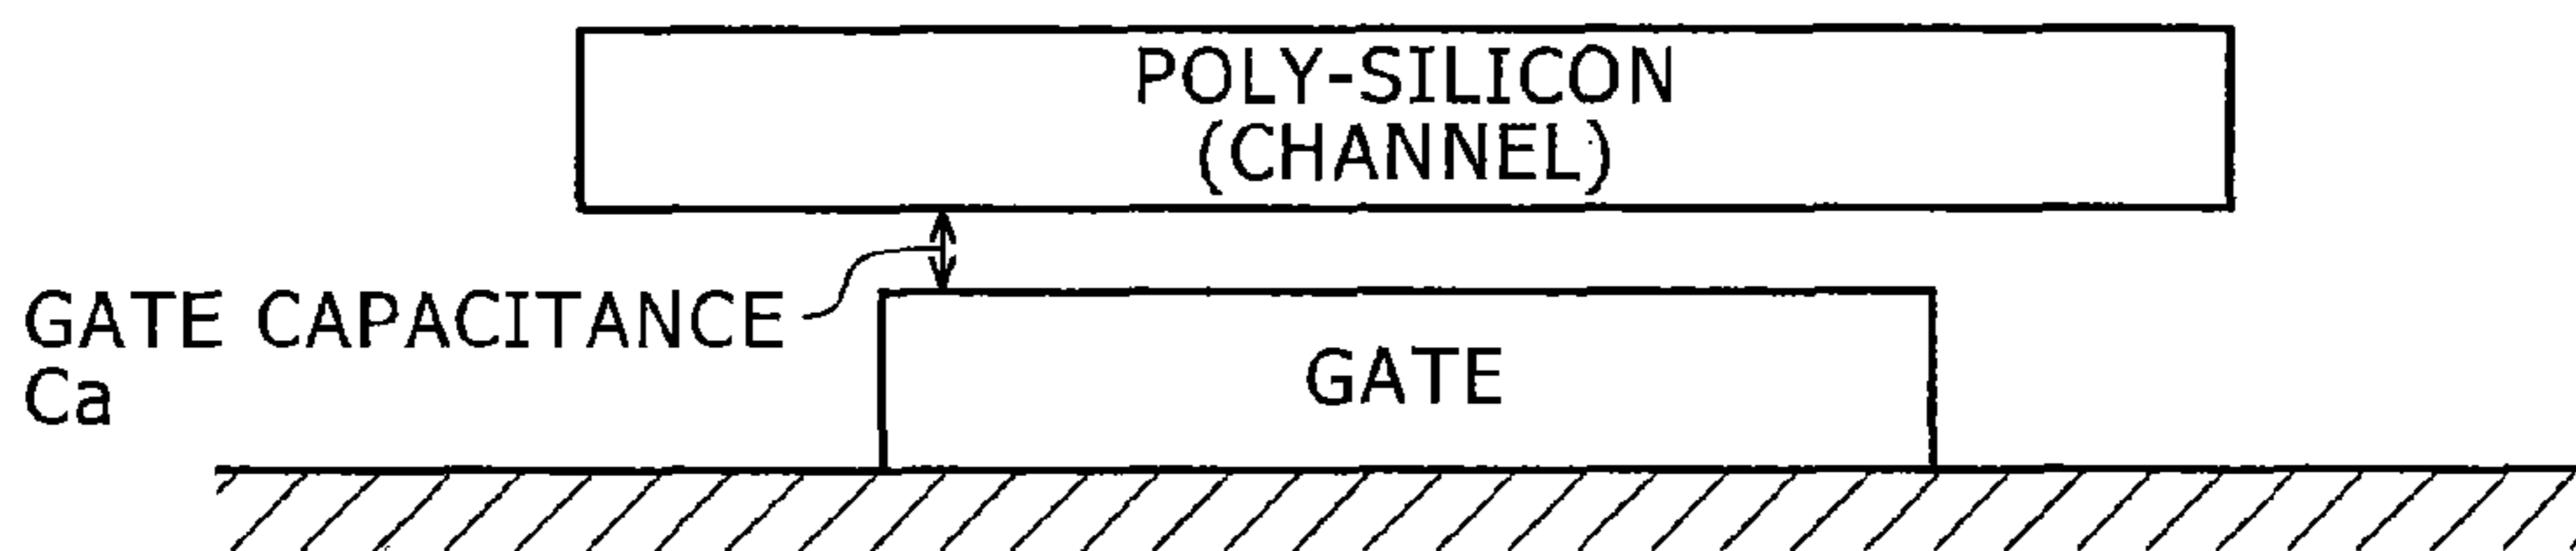 POLY-SILICON
(CHANNEL)
GATE CAPACITANCE
Ca
GATE